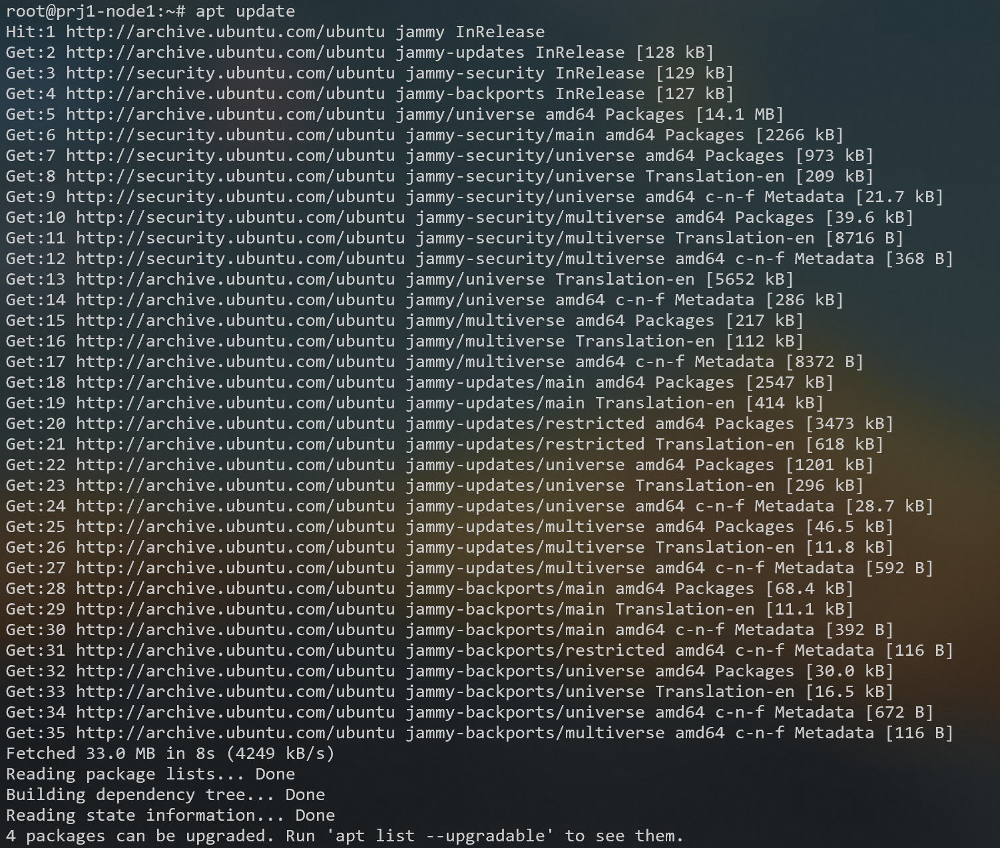 root@prj1-node1:~# apt update
Hit:1 http://archive.ubuntu.com/ubuntu jammy InRelease
Get:2 http://archive.ubuntu.com/ubuntu jammy-updates InRelease [128 kB]
Get:3 http://security.ubuntu.com/ubuntu jammy-security InRelease [129 kB]
Get:4 http://archive.ubuntu.com/ubuntu jammy-backports InRelease [127 kB]
Get:5 http://archive.ubuntu.com/ubuntu jammy/universe amd64 Packages [14.1 MB]
Get:6 http://security.ubuntu.com/ubuntu jammy-security/main amd64 Packages [2266 kB]
Get:7 http://security.ubuntu.com/ubuntu jammy-security/universe amd64 Packages [973 kB]
Get:8 http://security.ubuntu.com/ubuntu jammy-security/universe Translation-en [209 kB]
Get:9 http://security.ubuntu.com/ubuntu jammy-security/universe amd64 c-n-f Metadata [21.7 kB]
Get:10 http://security.ubuntu.com/ubuntu jammy-security/multiverse amd64 Packages [39.6 kB]
Get:11 http://security.ubuntu.com/ubuntu jammy-security/multiverse Translation-en [8716 B]
Get:12 http://security.ubuntu.com/ubuntu jammy-security/multiverse amd64 c-n-f Metadata [368 B]
Get:13 http://archive.ubuntu.com/ubuntu jammy/universe Translation-en [5652 kB]
Get:14 http://archive.ubuntu.com/ubuntu jammy/universe amd64 c-n-f Metadata [286 kB]
Get:15 http://archive.ubuntu.com/ubuntu jammy/multiverse amd64 Packages [217 kB]
Get:16 http://archive.ubuntu.com/ubuntu jammy/multiverse Translation-en [112 kB]
Get:17 http://archive.ubuntu.com/ubuntu jammy/multiverse amd64 c-n-f Metadata [8372 B]
Get:18 http://archive.ubuntu.com/ubuntu jammy-updates/main amd64 Packages [2547 kB]
Get:19 http://archive.ubuntu.com/ubuntu jammy-updates/main Translation-en [414 kB]
Get:20 http://archive.ubuntu.com/ubuntu jammy-updates/restricted amd64 Packages [3473 kB]
Get:21 http://archive.ubuntu.com/ubuntu jammy-updates/restricted Translation-en [618 kB]
Get:22 http://archive.ubuntu.com/ubuntu jammy-updates/universe amd64 Packages [1201 kB]
Get:23 http://archive.ubuntu.com/ubuntu jammy-updates/universe Translation-en [296 kB]
Get:24 http://archive.ubuntu.com/ubuntu jammy-updates/universe amd64 c-n-f Metadata [28.7 kB]
Get:25 http://archive.ubuntu.com/ubuntu jammy-updates/multiverse amd64 Packages [46.5 kB]
Get:26 http://archive.ubuntu.com/ubuntu jammy-updates/multiverse Translation-en [11.8 kB]
Get:27 http://archive.ubuntu.com/ubuntu jammy-updates/multiverse amd64 c-n-f Metadata [592 B]
Get:28 http://archive.ubuntu.com/ubuntu jammy-backports/main amd64 Packages [68.4 kB]
Get:29 http://archive.ubuntu.com/ubuntu jammy-backports/main Translation-en [11.1 kB]
Get:30 http://archive.ubuntu.com/ubuntu jammy-backports/main amd64 c-n-f Metadata [392 B]
Get:31 http://archive.ubuntu.com/ubuntu jammy-backports/restricted amd64 c-n-f Metadata [116 B]
Get:32 http://archive.ubuntu.com/ubuntu jammy-backports/universe amd64 Packages [30.0 kB]
Get:33 http://archive.ubuntu.com/ubuntu jammy-backports/universe Translation-en [16.5 kB]
Get:34 http://archive.ubuntu.com/ubuntu jammy-backports/universe amd64 c-n-f Metadata [672 B]
Get:35 http://archive.ubuntu.com/ubuntu jammy-backports/multiverse amd64 c-n-f Metadata [116 B]
Fetched 33.0 MB in 8s (4249 kB/s)
Reading package lists... Done
Building dependency tree... Done
Reading state information... Done
4 packages can be upgraded. Run 'apt list --upgradable' to see them.